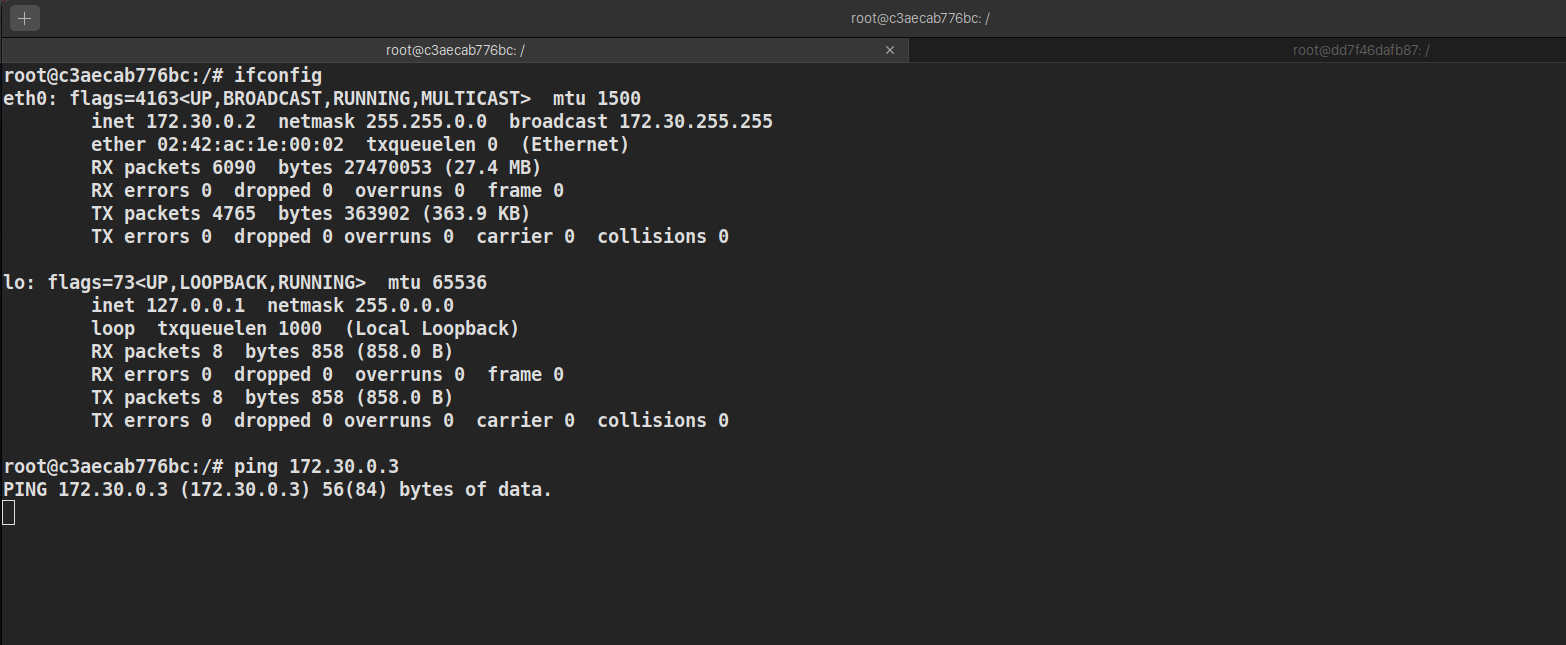 root@c3aecab776bc: /
root@c3aecab776bc: /
root@dd7f46dafb87: /
root@c3aecab776bc:/# ifconfig
eth0: flags=4163<UP,BROADCAST,RUNNING,MULTICAST>  mtu 1500
        inet 172.30.0.2  netmask 255.255.0.0  broadcast 172.30.255.255
        ether 02:42:ac:1e:00:02  txqueuelen 0  (Ethernet)
        RX packets 6090  bytes 27470053 (27.4 MB)
        RX errors 0  dropped 0  overruns 0  frame 0
        TX packets 4765  bytes 363902 (363.9 KB)
        TX errors 0  dropped 0 overruns 0  carrier 0  collisions 0
lo: flags=73<UP,LOOPBACK,RUNNING>  mtu 65536
        inet 127.0.0.1  netmask 255.0.0.0
        loop  txqueuelen 1000  (Local Loopback)
        RX packets 8  bytes 858 (858.0 B)
        RX errors 0  dropped 0  overruns 0  frame 0
        TX packets 8  bytes 858 (858.0 B)
        TX errors 0  dropped 0 overruns 0  carrier 0  collisions 0
root@c3aecab776bc:/# ping 172.30.0.3
PING 172.30.0.3 (172.30.0.3) 56(84) bytes of data.